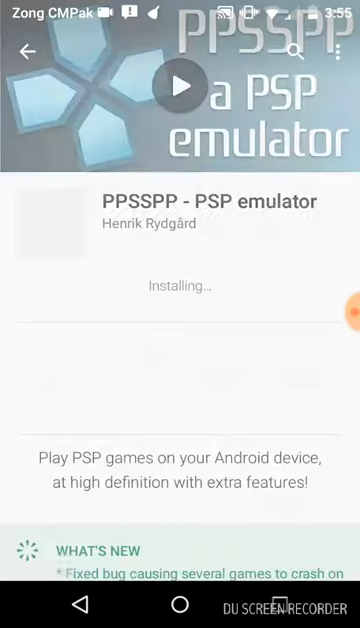 Zong CMPak 3:55
PPSSPP
a PSP
emulator
PPSSPP - PSP emulator
Henrik Rydgård
Installing...
Play PSP games on your Android device,
at high definition with extra features!
WHAT'S NEW
* Fixed bug causing several games to crash on
DU SCREEN RECORDER